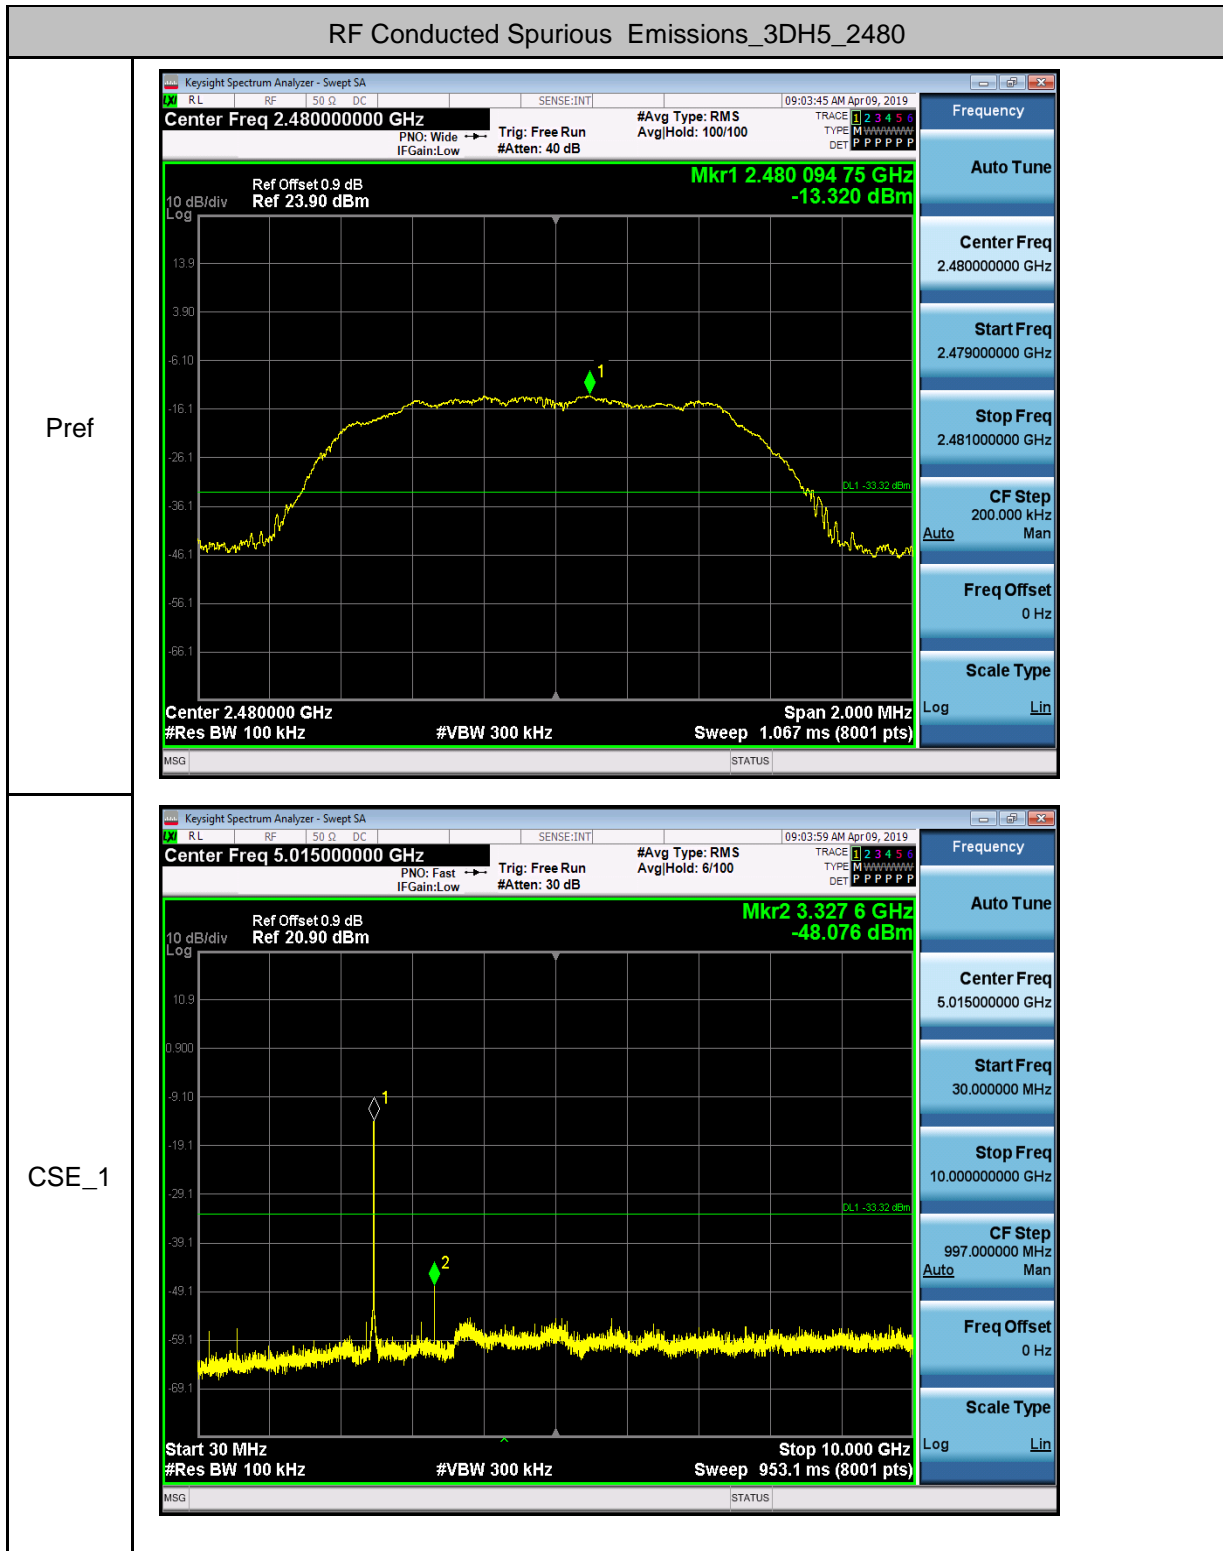 RF Conducted Spurious Emissions_3DH5_2480
Pref
Keysight Spectrum Analyzer - Swept SA
LXI RL RF 50 Ω DC SENSE:INT 09:03:45 AM Apr 09, 2019
Center Freq 2.480000000 GHz
PNO: Wide
IFGain:Low
Trig: Free Run
#Atten: 40 dB
#Avg Type: RMS
Avg|Hold: 100/100
TRACE 1 2 3 4 5 6
TYPE M WWWWW
DET P P P P P P
Mkr1 2.480 094 75 GHz
-13.320 dBm
Ref Offset 0.9 dB
10 dB/div Ref 23.90 dBm
Log
13.9
3.90
-6.10
-16.1
-26.1
-36.1
-46.1
-56.1
-66.1
1
DL1 -33.32 dBm
Center 2.480000 GHz Span 2.000 MHz
#Res BW 100 kHz #VBW 300 kHz Sweep 1.067 ms (8001 pts)
MSG STATUS
Frequency
Auto Tune
Center Freq
2.480000000 GHz
Start Freq
2.479000000 GHz
Stop Freq
2.481000000 GHz
CF Step
200.000 kHz
Auto Man
Freq Offset
0 Hz
Scale Type
Log Lin
CSE_1
Keysight Spectrum Analyzer - Swept SA
LXI RL RF 50 Ω DC SENSE:INT 09:03:59 AM Apr 09, 2019
Center Freq 5.015000000 GHz
PNO: Fast
IFGain:Low
Trig: Free Run
#Atten: 30 dB
#Avg Type: RMS
Avg|Hold: 6/100
TRACE 1 2 3 4 5 6
TYPE M WWWWW
DET P P P P P P
Mkr2 3.327 6 GHz
-48.076 dBm
Ref Offset 0.9 dB
10 dB/div Ref 20.90 dBm
Log
10.9
0.900
-9.10
-19.1
-29.1
-39.1
-49.1
-59.1
-69.1
1
2
DL1 -33.32 dBm
Start 30 MHz Stop 10.000 GHz
#Res BW 100 kHz #VBW 300 kHz Sweep 953.1 ms (8001 pts)
MSG STATUS
Frequency
Auto Tune
Center Freq
5.015000000 GHz
Start Freq
30.000000 MHz
Stop Freq
10.000000000 GHz
CF Step
997.000000 MHz
Auto Man
Freq Offset
0 Hz
Scale Type
Log Lin